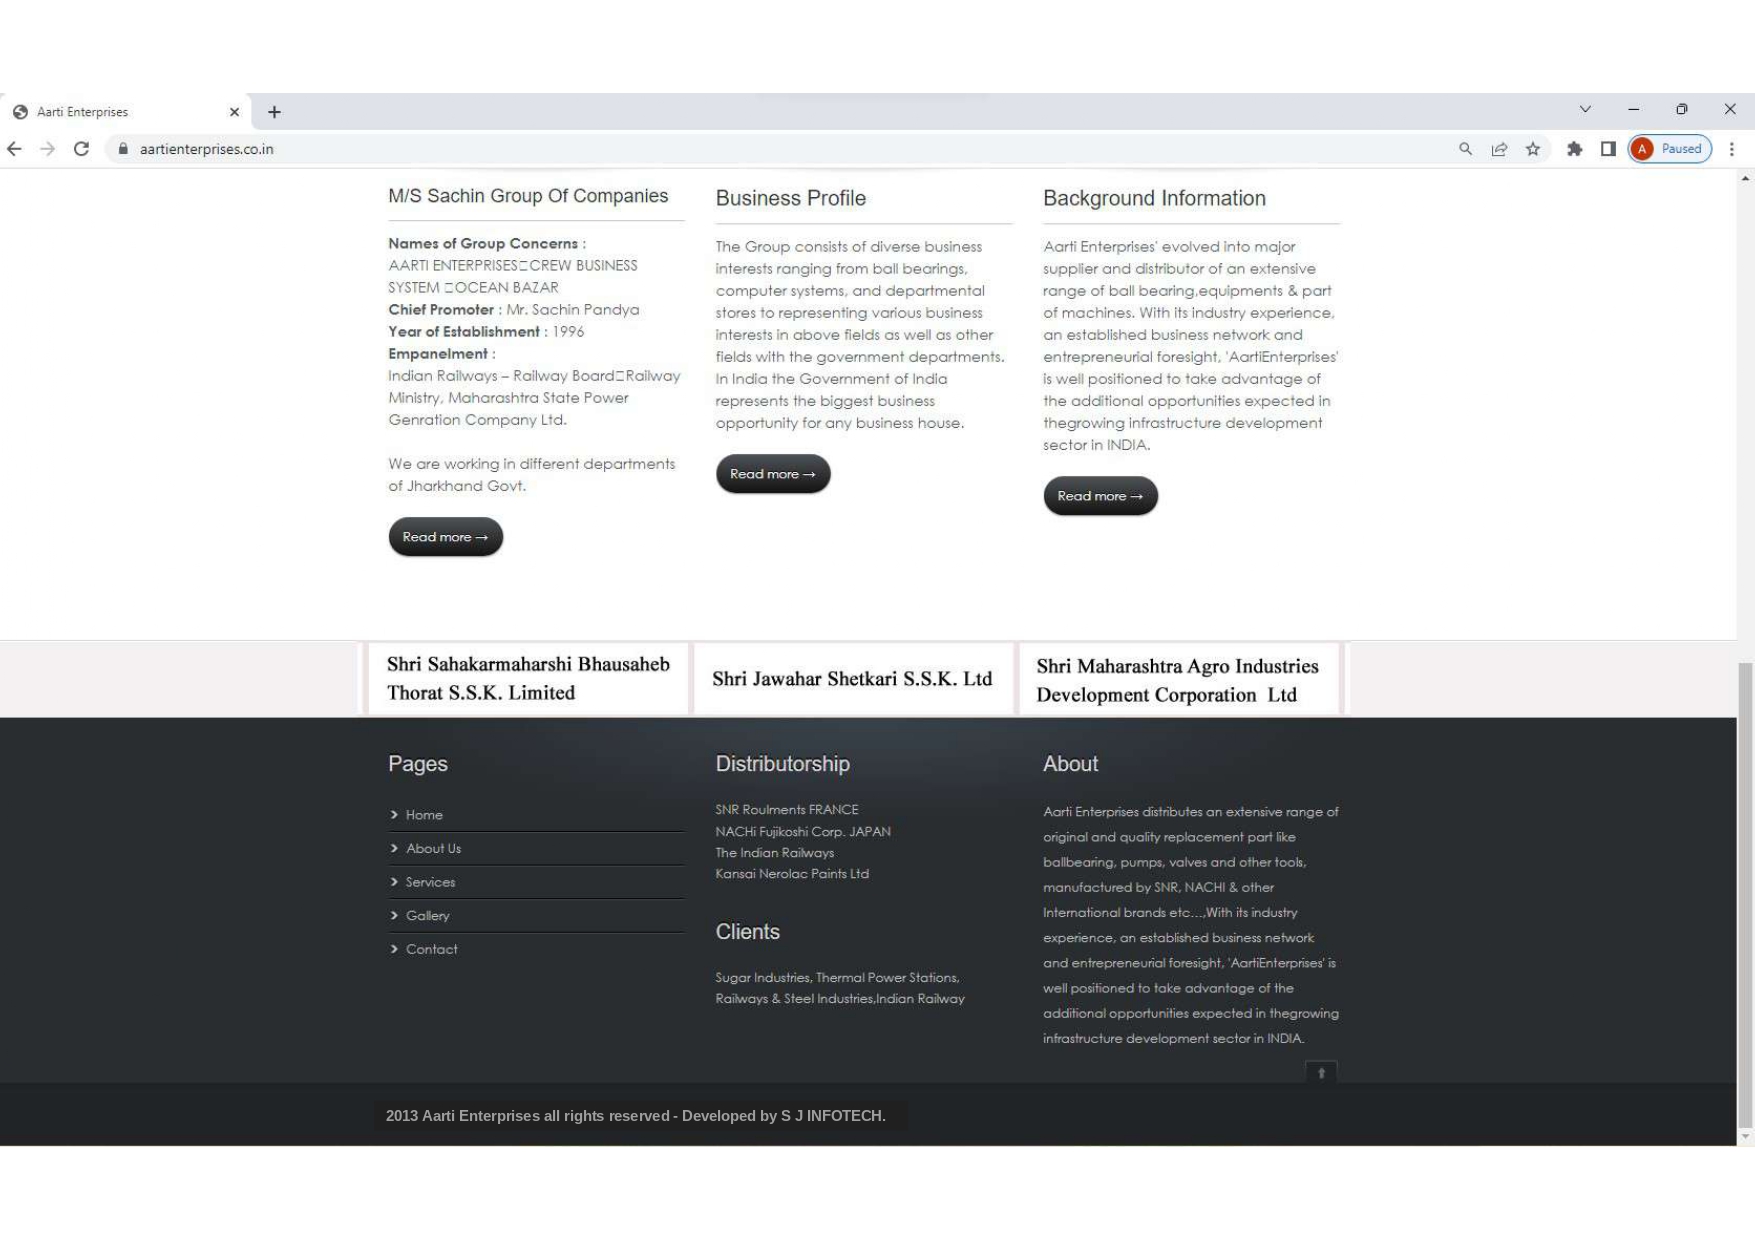 Aarti Enterprises
aartienterprises.co.in
A Paused
M/S Sachin Group Of Companies
Names of Group Concerns :
AARTI ENTERPRISES□CREW BUSINESS
SYSTEM □OCEAN BAZAR
Chief Promoter : Mr. Sachin Pandya
Year of Establishment : 1996
Empanelment :
Indian Railways – Railway Board□Railway
Ministry, Maharashtra State Power
Genration Company Ltd.
We are working in different departments
of Jharkhand Govt.
Read more →
Business Profile
The Group consists of diverse business
interests ranging from ball bearings,
computer systems, and departmental
stores to representing various business
interests in above fields as well as other
fields with the government departments.
In India the Government of India
represents the biggest business
opportunity for any business house.
Read more →
Background Information
Aarti Enterprises' evolved into major
supplier and distributor of an extensive
range of ball bearing,equipments & part
of machines. With its industry experience,
an established business network and
entrepreneurial foresight, 'AartiEnterprises'
is well positioned to take advantage of
the additional opportunities expected in
thegrowing infrastructure development
sector in INDIA.
Read more →
Shri Sahakarmaharshi Bhausaheb
Thorat S.S.K. Limited
Shri Jawahar Shetkari S.S.K. Ltd
Shri Maharashtra Agro Industries
Development Corporation Ltd
Pages
Home
About Us
Services
Gallery
Contact
Distributorship
SNR Roulments FRANCE
NACHi Fujikoshi Corp. JAPAN
The Indian Railways
Kansai Nerolac Paints Ltd
Clients
Sugar Industries, Thermal Power Stations,
Railways & Steel Industries,Indian Railway
About
Aarti Enterprises distributes an extensive range of
original and quality replacement part like
ballbearing, pumps, valves and other tools,
manufactured by SNR, NACHI & other
International brands etc...,With its industry
experience, an established business network
and entrepreneurial foresight, 'AartiEnterprises' is
well positioned to take advantage of the
additional opportunities expected in thegrowing
infrastructure development sector in INDIA.
2013 Aarti Enterprises all rights reserved - Developed by S J INFOTECH.